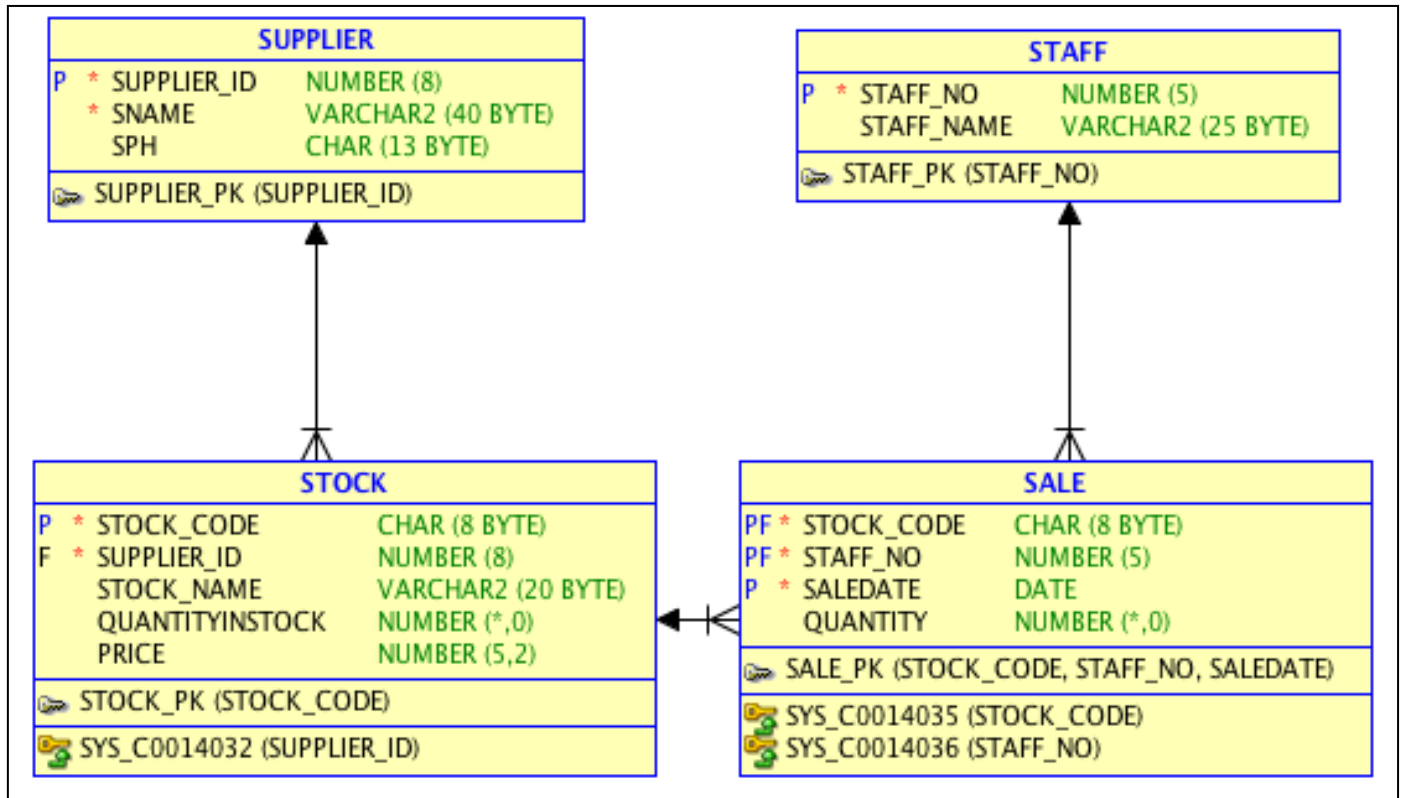 SUPPLIER
P * SUPPLIER_ID NUMBER (8)
* SNAME VARCHAR2 (40 BYTE)
SPH CHAR (13 BYTE)
SUPPLIER_PK (SUPPLIER_ID)
STAFF
P * STAFF_NO NUMBER (5)
STAFF_NAME VARCHAR2 (25 BYTE)
STAFF_PK (STAFF_NO)
STOCK
P * STOCK_CODE CHAR (8 BYTE)
F * SUPPLIER_ID NUMBER (8)
STOCK_NAME VARCHAR2 (20 BYTE)
QUANTITYINSTOCK NUMBER (*,0)
PRICE NUMBER (5,2)
STOCK_PK (STOCK_CODE)
SYS_C0014032 (SUPPLIER_ID)
SALE
PF * STOCK_CODE CHAR (8 BYTE)
PF * STAFF_NO NUMBER (5)
P * SALEDATE DATE
QUANTITY NUMBER (*,0)
SALE_PK (STOCK_CODE, STAFF_NO, SALEDATE)
SYS_C0014035 (STOCK_CODE)
SYS_C0014036 (STAFF_NO)